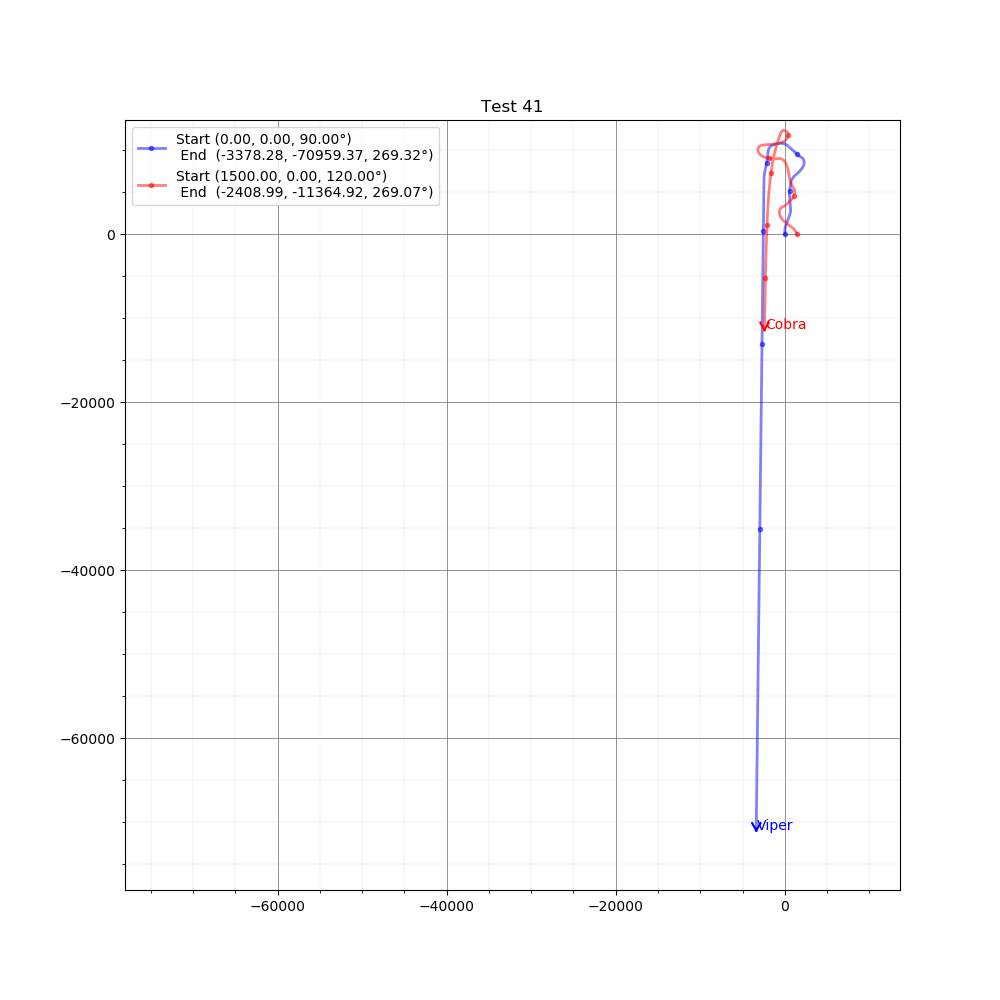 Test 41
Start (0.00, 0.00, 90.00°)
End (-3378.28, -70959.37, 269.32°)
Start (1500.00, 0.00, 120.00°)
End (-2408.99, -11364.92, 269.07°)
0
−20000
−40000
−60000
Cobra
Viper
−60000
−40000
−20000
0